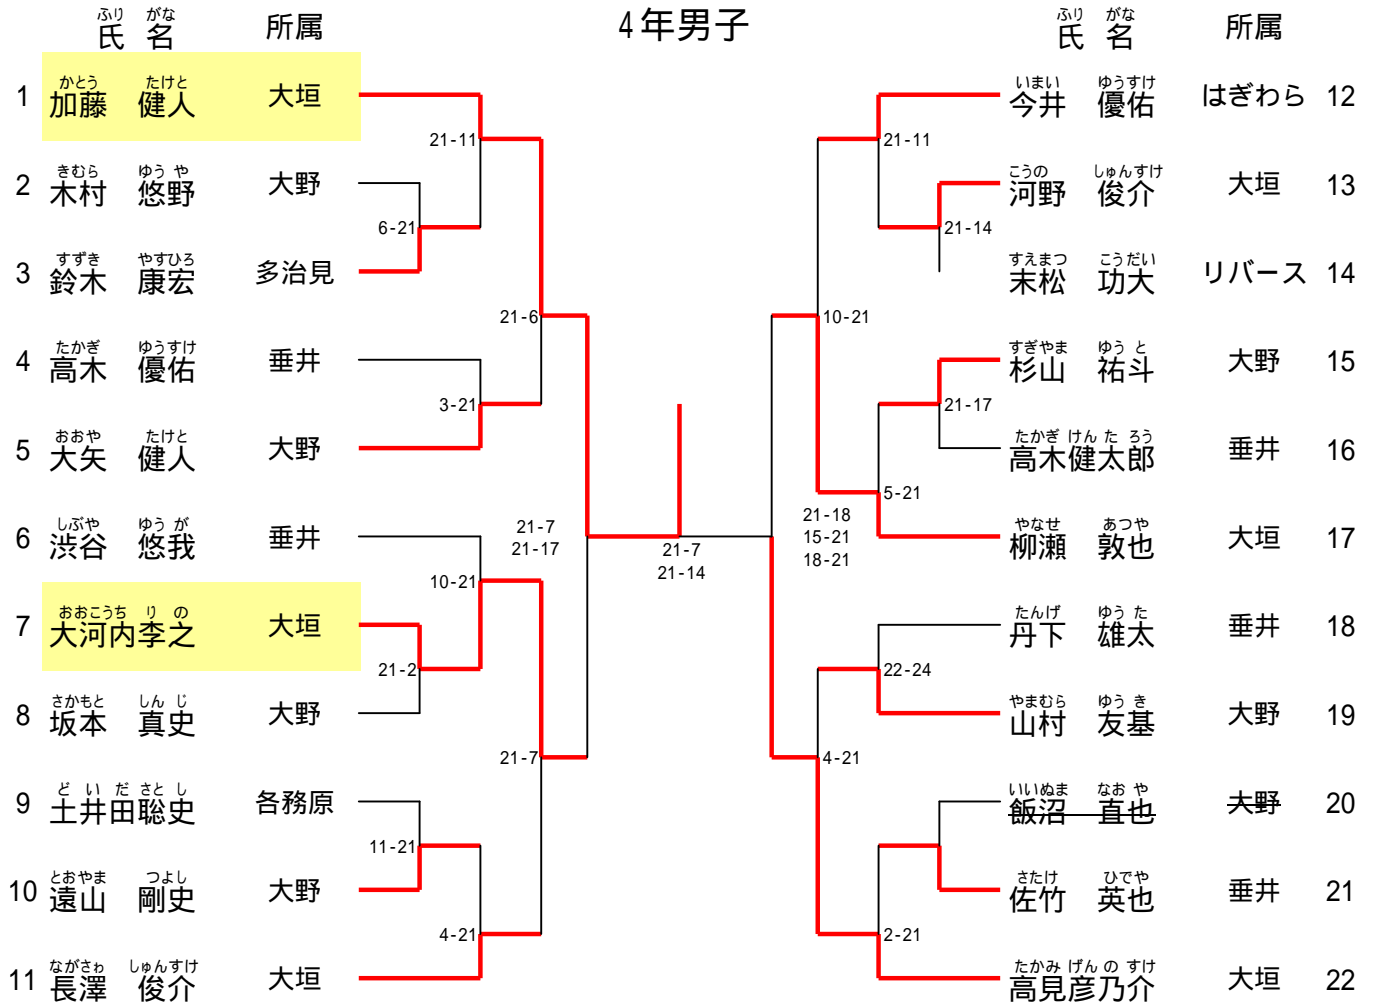 4年男子
ふり がな
氏 名 所属
かとう たけと
1 加藤 健人 大垣
きむら ゆう や
2 木村 悠野 大野
すずき やすひろ
3 鈴木 康宏 多治見
たかぎ ゆうすけ
4 高木 優佑 垂井
おおや たけと
5 大矢 健人 大野
しぶや ゆう が
6 渋谷 悠我 垂井
おおこうち り の
7 大河内李之 大垣
さかもと しん じ
8 坂本 真史 大野
ど い だ さと し
9 土井田聡史 各務原
とおやま つよし
10 遠山 剛史 大野
ながさわ しゅんすけ
11 長澤 俊介 大垣
21-11
6-21
21-6
3-21
10-21
21-2
21-7
11-21
4-21
21-7
21-17
21-7
21-14
21-18
15-21
18-21
21-11
21-14
10-21
21-17
5-21
22-24
4-21
2-21
ふり がな
氏 名 所属
いまい ゆうすけ
今井 優佑 はぎわら 12
こうの しゅんすけ
河野 俊介 大垣 13
すえまつ こうだい
末松 功大 リバース 14
すぎやま ゆう と
杉山 祐斗 大野 15
たかぎ けん た ろう
高木健太郎 垂井 16
やなせ あつや
柳瀬 敦也 大垣 17
たんげ ゆう た
丹下 雄太 垂井 18
やまむら ゆう き
山村 友基 大野 19
いいぬま なお や
飯沼 直也 大野 20
さたけ ひでや
佐竹 英也 垂井 21
たかみ げん の すけ
高見彦乃介 大垣 22